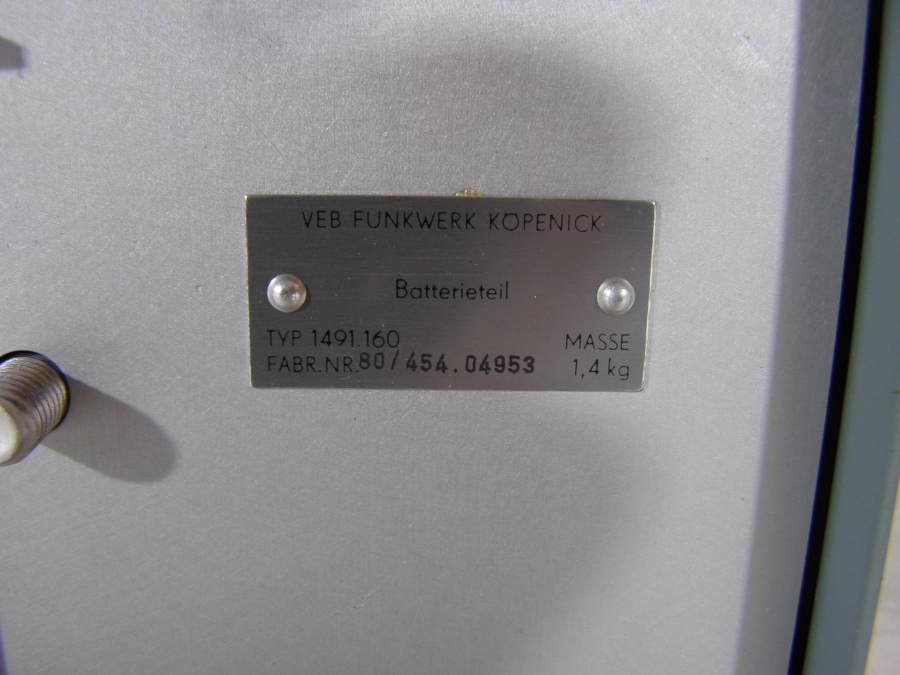 VEB FUNKWERK KÖPENICK
Batterieteil
TYP 1491.160 MASSE
FABR.NR. 80/454.04953 1,4 kg